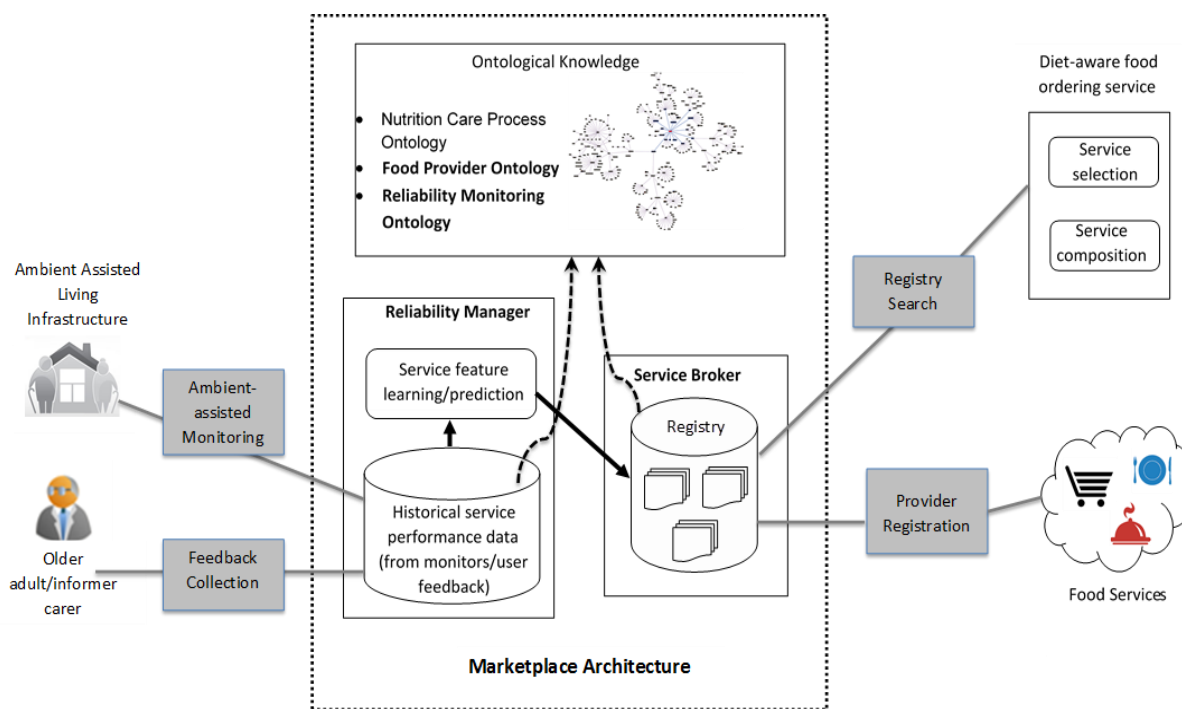 Ontological Knowledge
• Nutrition Care Process
Ontology
• Food Provider Ontology
• Reliability Monitoring
Ontology
Diet-aware food
ordering service
Service
selection
Service
composition
Ambient Assisted
Living
Infrastructure
Ambient-
assisted
Monitoring
Older
adult/informer
carer
Feedback
Collection
Reliability Manager
Service feature
learning/prediction
Historical service
performance data
(from monitors/user
feedback)
Service Broker
Registry
Registry
Search
Provider
Registration
Food Services
Marketplace Architecture